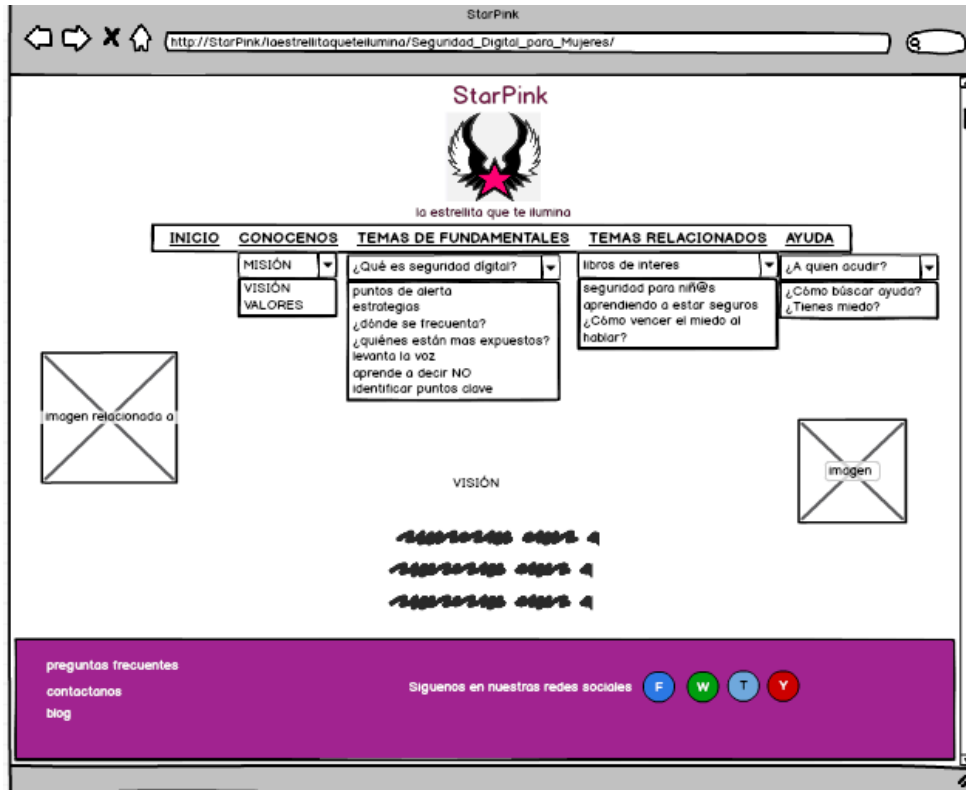 StarPink
http://StarPink/laestrellitaqueteilumina/Seguridad_Digital_para_Mujeres/
StarPink
la estrellita que te ilumina
INICIO CONOCENOS TEMAS DE FUNDAMENTALES TEMAS RELACIONADOS AYUDA
MISIÓN
VISIÓN
VALORES
¿Qué es seguridad dígital?
puntos de alerta
estrategias
¿dónde se frecuenta?
¿quiénes están mas expuestos?
levanta la voz
aprende a decir NO
identificar puntos clave
libros de interes
seguridad para niñ@s
aprendiendo a estar seguros
¿Cómo vencer el miedo al
hablar?
¿A quien acudir?
¿Cómo búscar ayuda?
¿Tienes miedo?
imagen relacionada a
imagen
VISIÓN
preguntas frecuentes
contactanos
blog
Siguenos en nuestras redes sociales F W T Y